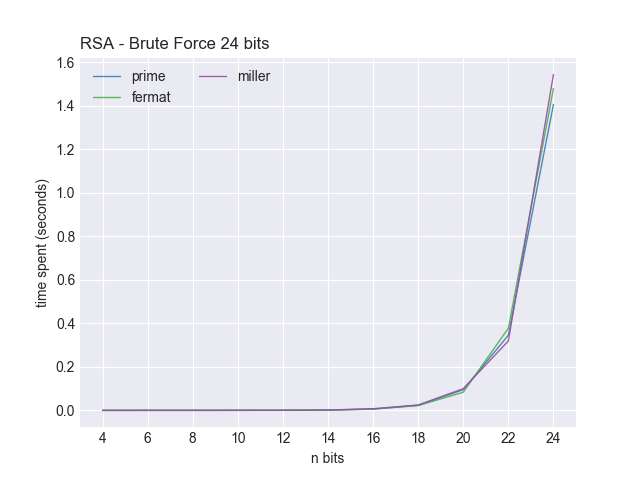 RSA - Brute Force 24 bits
prime
miller
fermat
time spent (seconds)
1.6
1.4
1.2
1.0
0.8
0.6
0.4
0.2
0.0
4 6 8 10 12 14 16 18 20 22 24
n bits